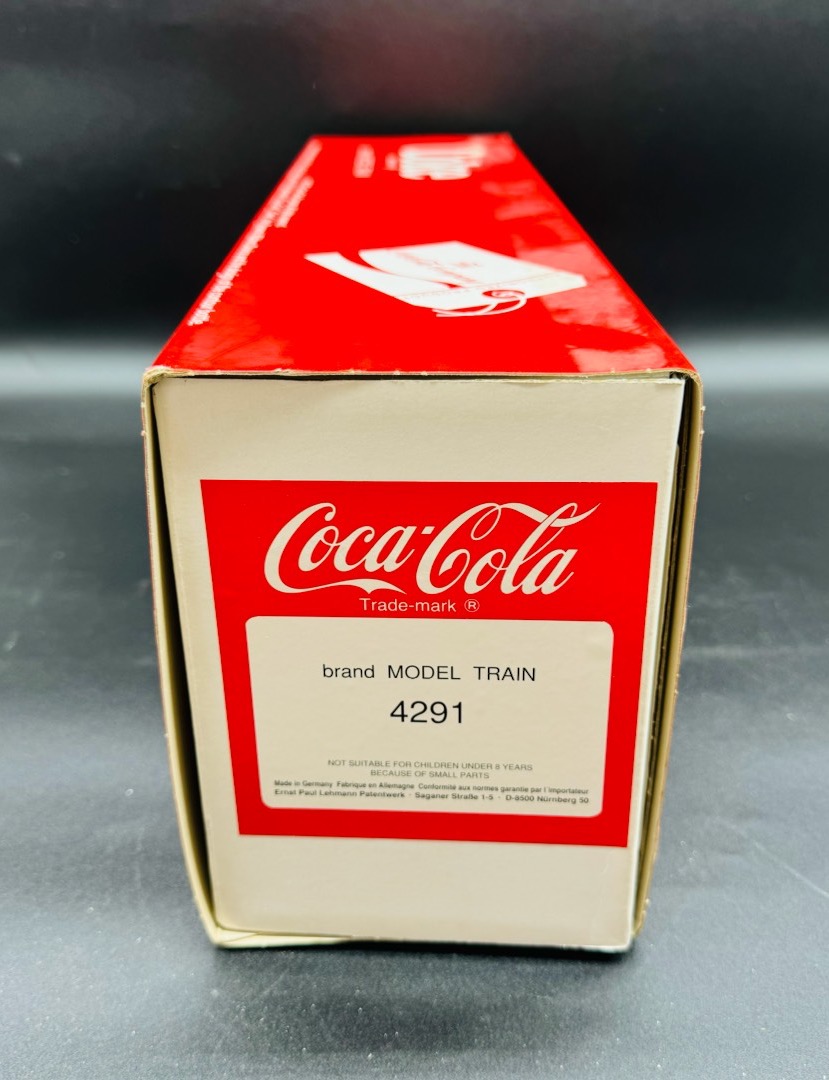 Coca-Cola
Trade-mark ®
brand MODEL TRAIN
4291
NOT SUITABLE FOR CHILDREN UNDER 8 YEARS
BECAUSE OF SMALL PARTS
Made in Germany Fabrique en Allemagne Conformité aux normes garantie par l'importateur
Ernst Paul Lehmann Patentwerk · Saganer Straße 1-5 · D-8500 Nürnberg 50